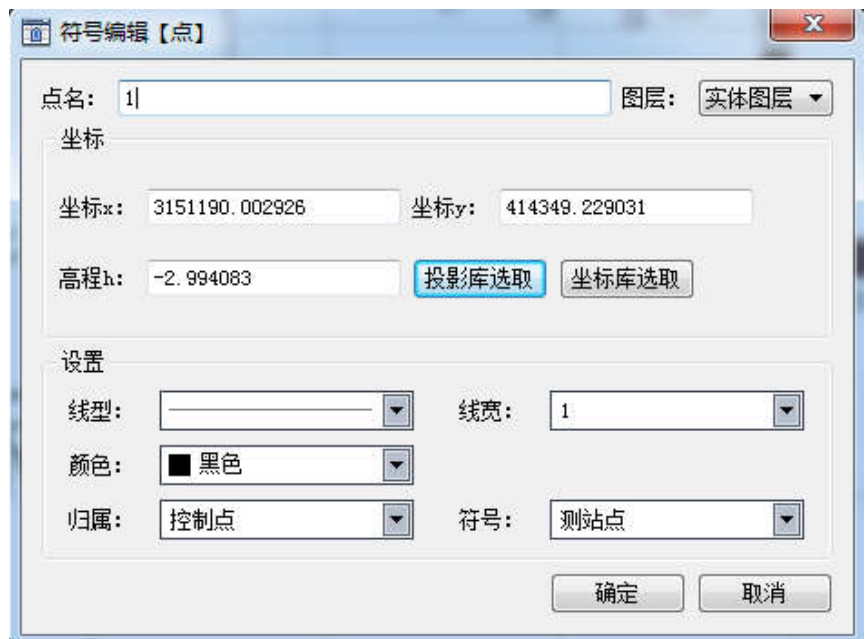 符号编辑【点】
点名： 1 图层： 实体图层
坐标
坐标x： 3151190.002926 坐标y： 414349.229031
高程h： -2.994083 投影库选取 坐标库选取
设置
线型： 线宽： 1
颜色： 黑色
归属： 控制点 符号： 测站点
确定 取消